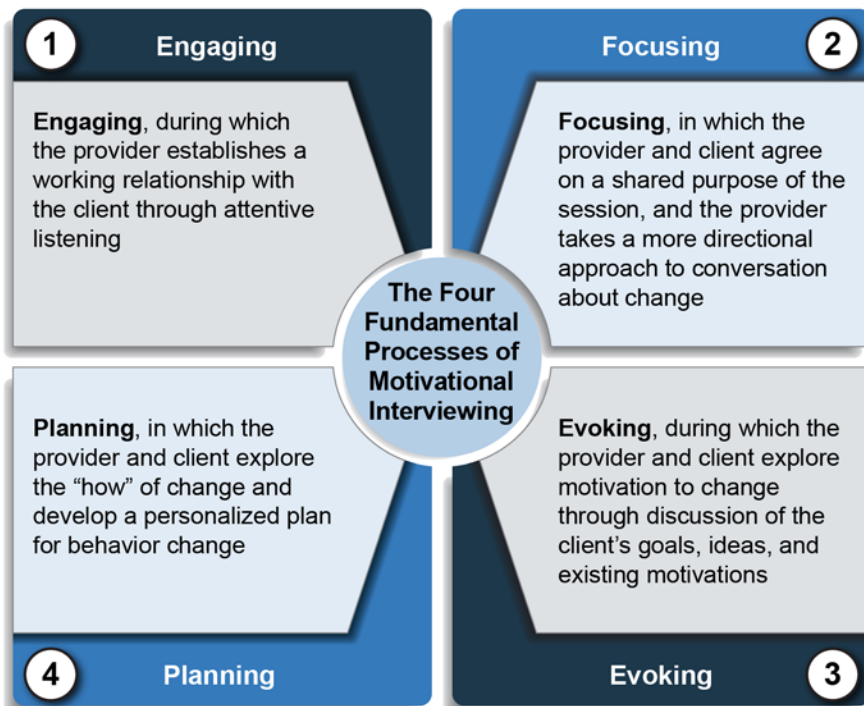 1
Engaging
Engaging, during which
the provider establishes a
working relationship with
the client through attentive
listening
Focusing
2
Focusing, in which the
provider and client agree
on a shared purpose of the
session, and the provider
takes a more directional
approach to conversation
about change
The Four
Fundamental
Processes of
Motivational
Interviewing
Evoking, during which the
provider and client explore
motivation to change
through discussion of the
client’s goals, ideas, and
existing motivations
Evoking
3
Planning, in which the
provider and client explore
the “how” of change and
develop a personalized plan
for behavior change
4
Planning